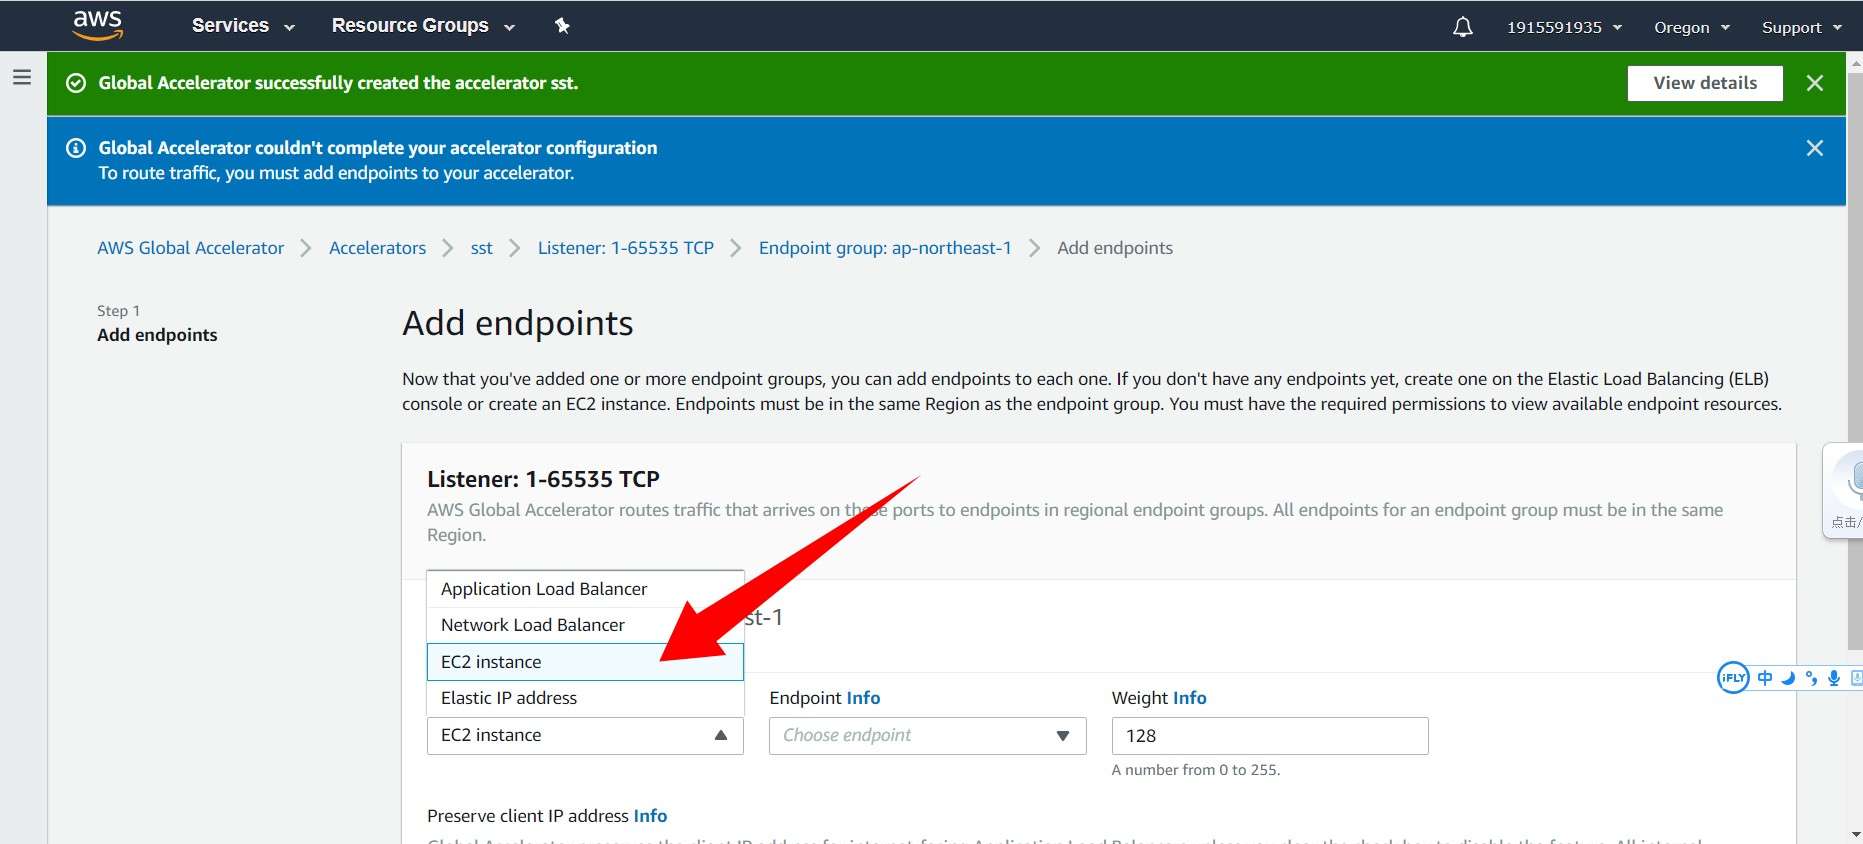 aws Services Resource Groups 1915591935 Oregon Support
Global Accelerator successfully created the accelerator sst. View details
Global Accelerator couldn't complete your accelerator configuration
To route traffic, you must add endpoints to your accelerator.
AWS Global Accelerator Accelerators sst Listener: 1-65535 TCP Endpoint group: ap-northeast-1 Add endpoints
Step 1
Add endpoints
Add endpoints
Now that you've added one or more endpoint groups, you can add endpoints to each one. If you don't have any endpoints yet, create one on the Elastic Load Balancing (ELB)
console or create an EC2 instance. Endpoints must be in the same Region as the endpoint group. You must have the required permissions to view available endpoint resources.
Listener: 1-65535 TCP
AWS Global Accelerator routes traffic that arrives on these ports to endpoints in regional endpoint groups. All endpoints for an endpoint group must be in the same
Region.
点击/
Application Load Balancer
st-1
Network Load Balancer
EC2 instance
iFLY 中
Elastic IP address
Endpoint Info
Weight Info
EC2 instance
Choose endpoint
128
A number from 0 to 255.
Preserve client IP address Info